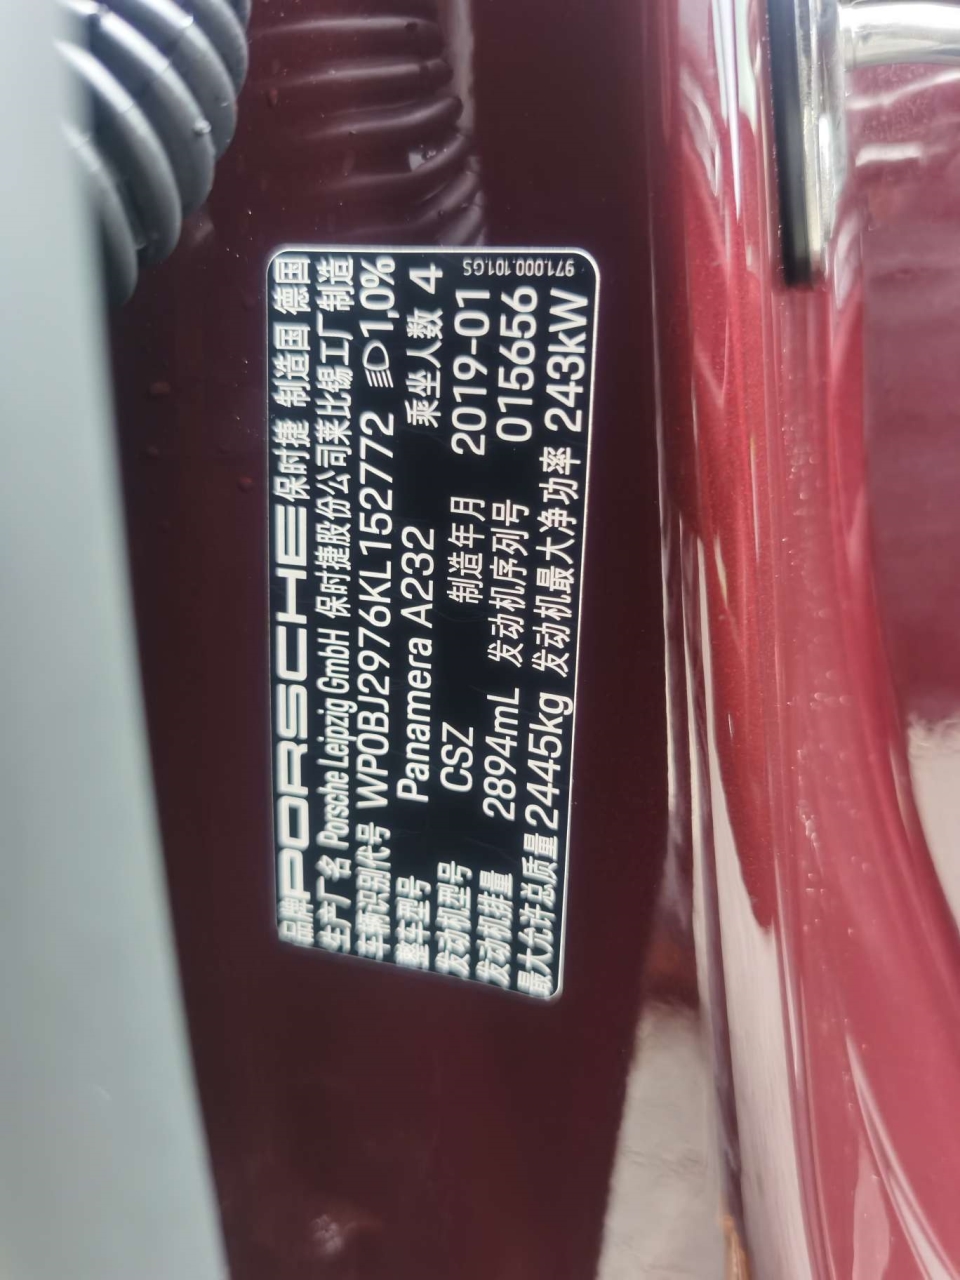 品牌 PORSCHE 保时捷 制造国 德国
生产厂名 Porsche Leipzig GmbH 保时捷股份公司莱比锡工厂制造
车辆识别代号 WP0BJ2976KL152772 1,0%
整车型号 Panamera A232 乘坐人数 4
发动机型号 CSZ 制造年月 2019-01
发动机排量 2894mL 发动机序列号 015656
最大允许总质量 2445kg 发动机最大净功率 243kW
971.000.101.GS